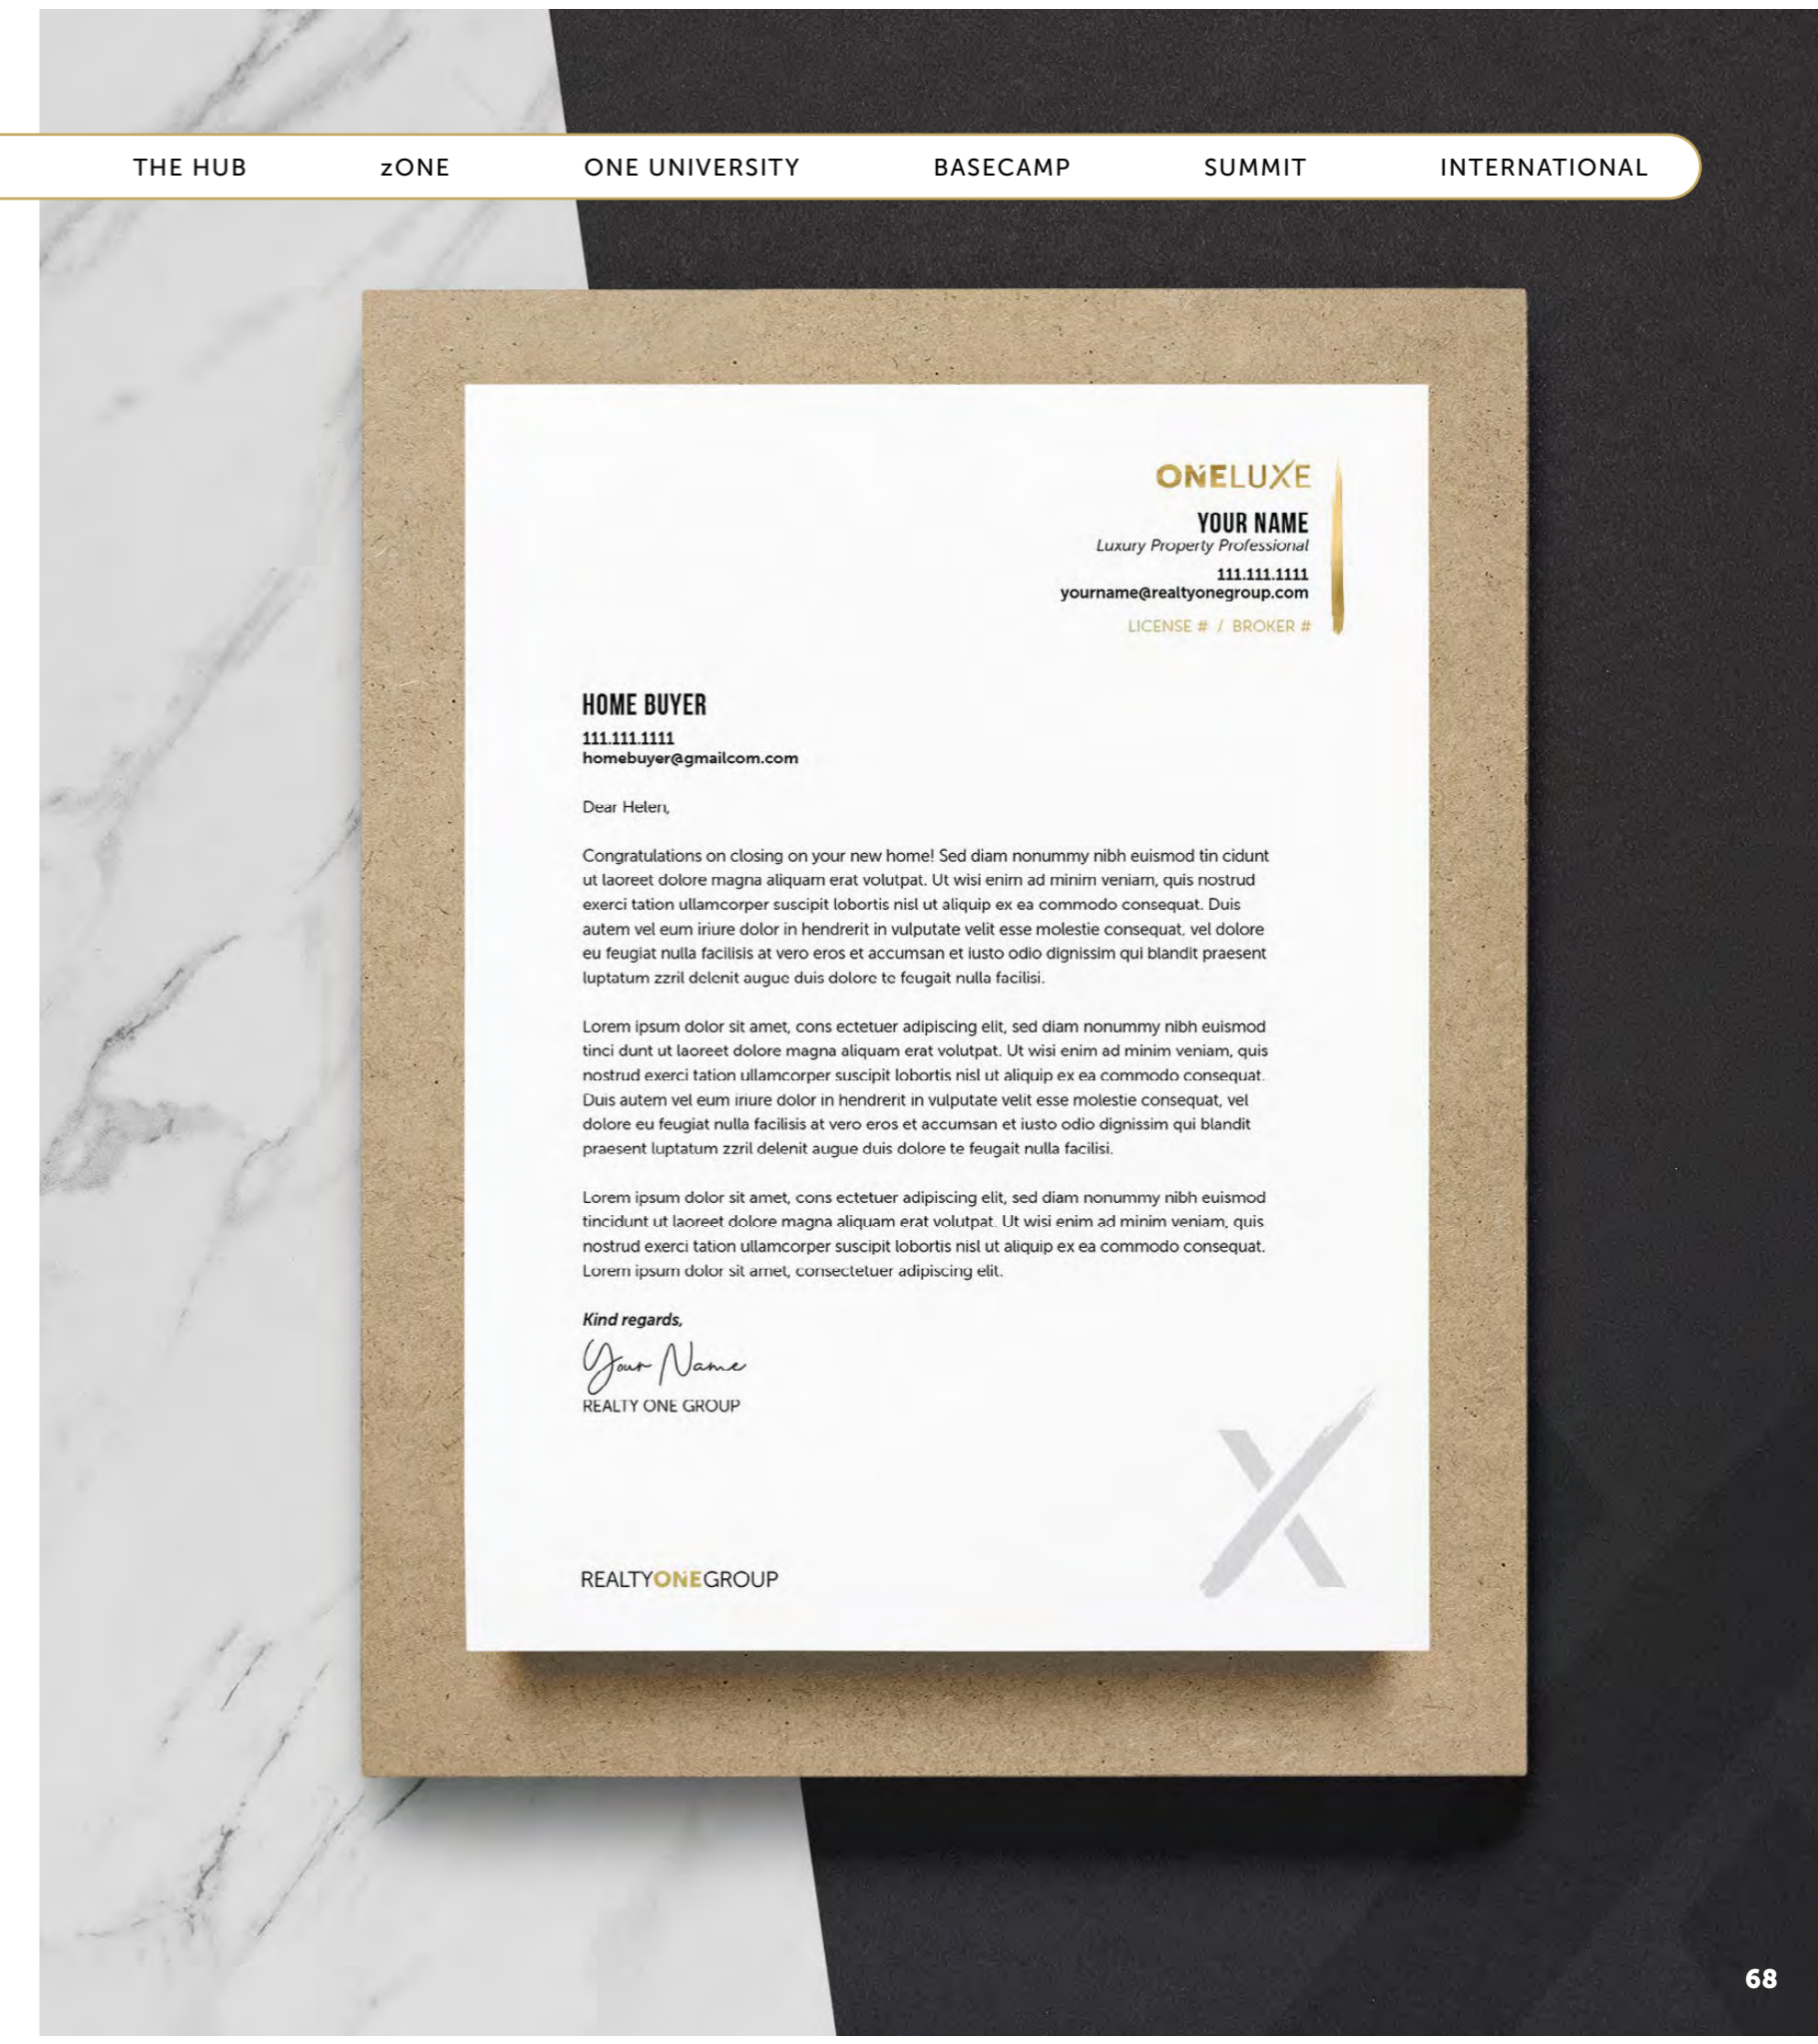 THE HUB zONE ONE UNIVERSITY BASECAMP SUMMIT INTERNATIONAL
ONELUXE
YOUR NAME
Luxury Property Professional
111.111.1111
yourname@realtyonegroup.com
LICENSE # / BROKER #
HOME BUYER
111.111.1111
homebuyer@gmailcom.com
Dear Helen,
Congratulations on closing on your new home! Sed diam nonummy nibh euismod tin cidunt
ut laoreet dolore magna aliquam erat volutpat. Ut wisi enim ad minim veniam, quis nostrud
exerci tation ullamcorper suscipit lobortis nisl ut aliquip ex ea commodo consequat. Duis
autem vel eum iriure dolor in hendrerit in vulputate velit esse molestie consequat, vel dolore
eu feugiat nulla facilisis at vero eros et accumsan et iusto odio dignissim qui blandit praesent
luptatum zzril delenit augue duis dolore te feugait nulla facilisi.
Lorem ipsum dolor sit amet, cons ectetuer adipiscing elit, sed diam nonummy nibh euismod
tinci dunt ut laoreet dolore magna aliquam erat volutpat. Ut wisi enim ad minim veniam, quis
nostrud exerci tation ullamcorper suscipit lobortis nisl ut aliquip ex ea commodo consequat.
Duis autem vel eum iriure dolor in hendrerit in vulputate velit esse molestie consequat, vel
dolore eu feugiat nulla facilisis at vero eros et accumsan et iusto odio dignissim qui blandit
praesent luptatum zzril delenit augue duis dolore te feugait nulla facilisi.
Lorem ipsum dolor sit amet, cons ectetuer adipiscing elit, sed diam nonummy nibh euismod
tincidunt ut laoreet dolore magna aliquam erat volutpat. Ut wisi enim ad minim veniam, quis
nostrud exerci tation ullamcorper suscipit lobortis nisl ut aliquip ex ea commodo consequat.
Lorem ipsum dolor sit amet, consectetuer adipiscing elit.
Kind regards,
Your Name
REALTY ONE GROUP
X
REALTYONEGROUP
68